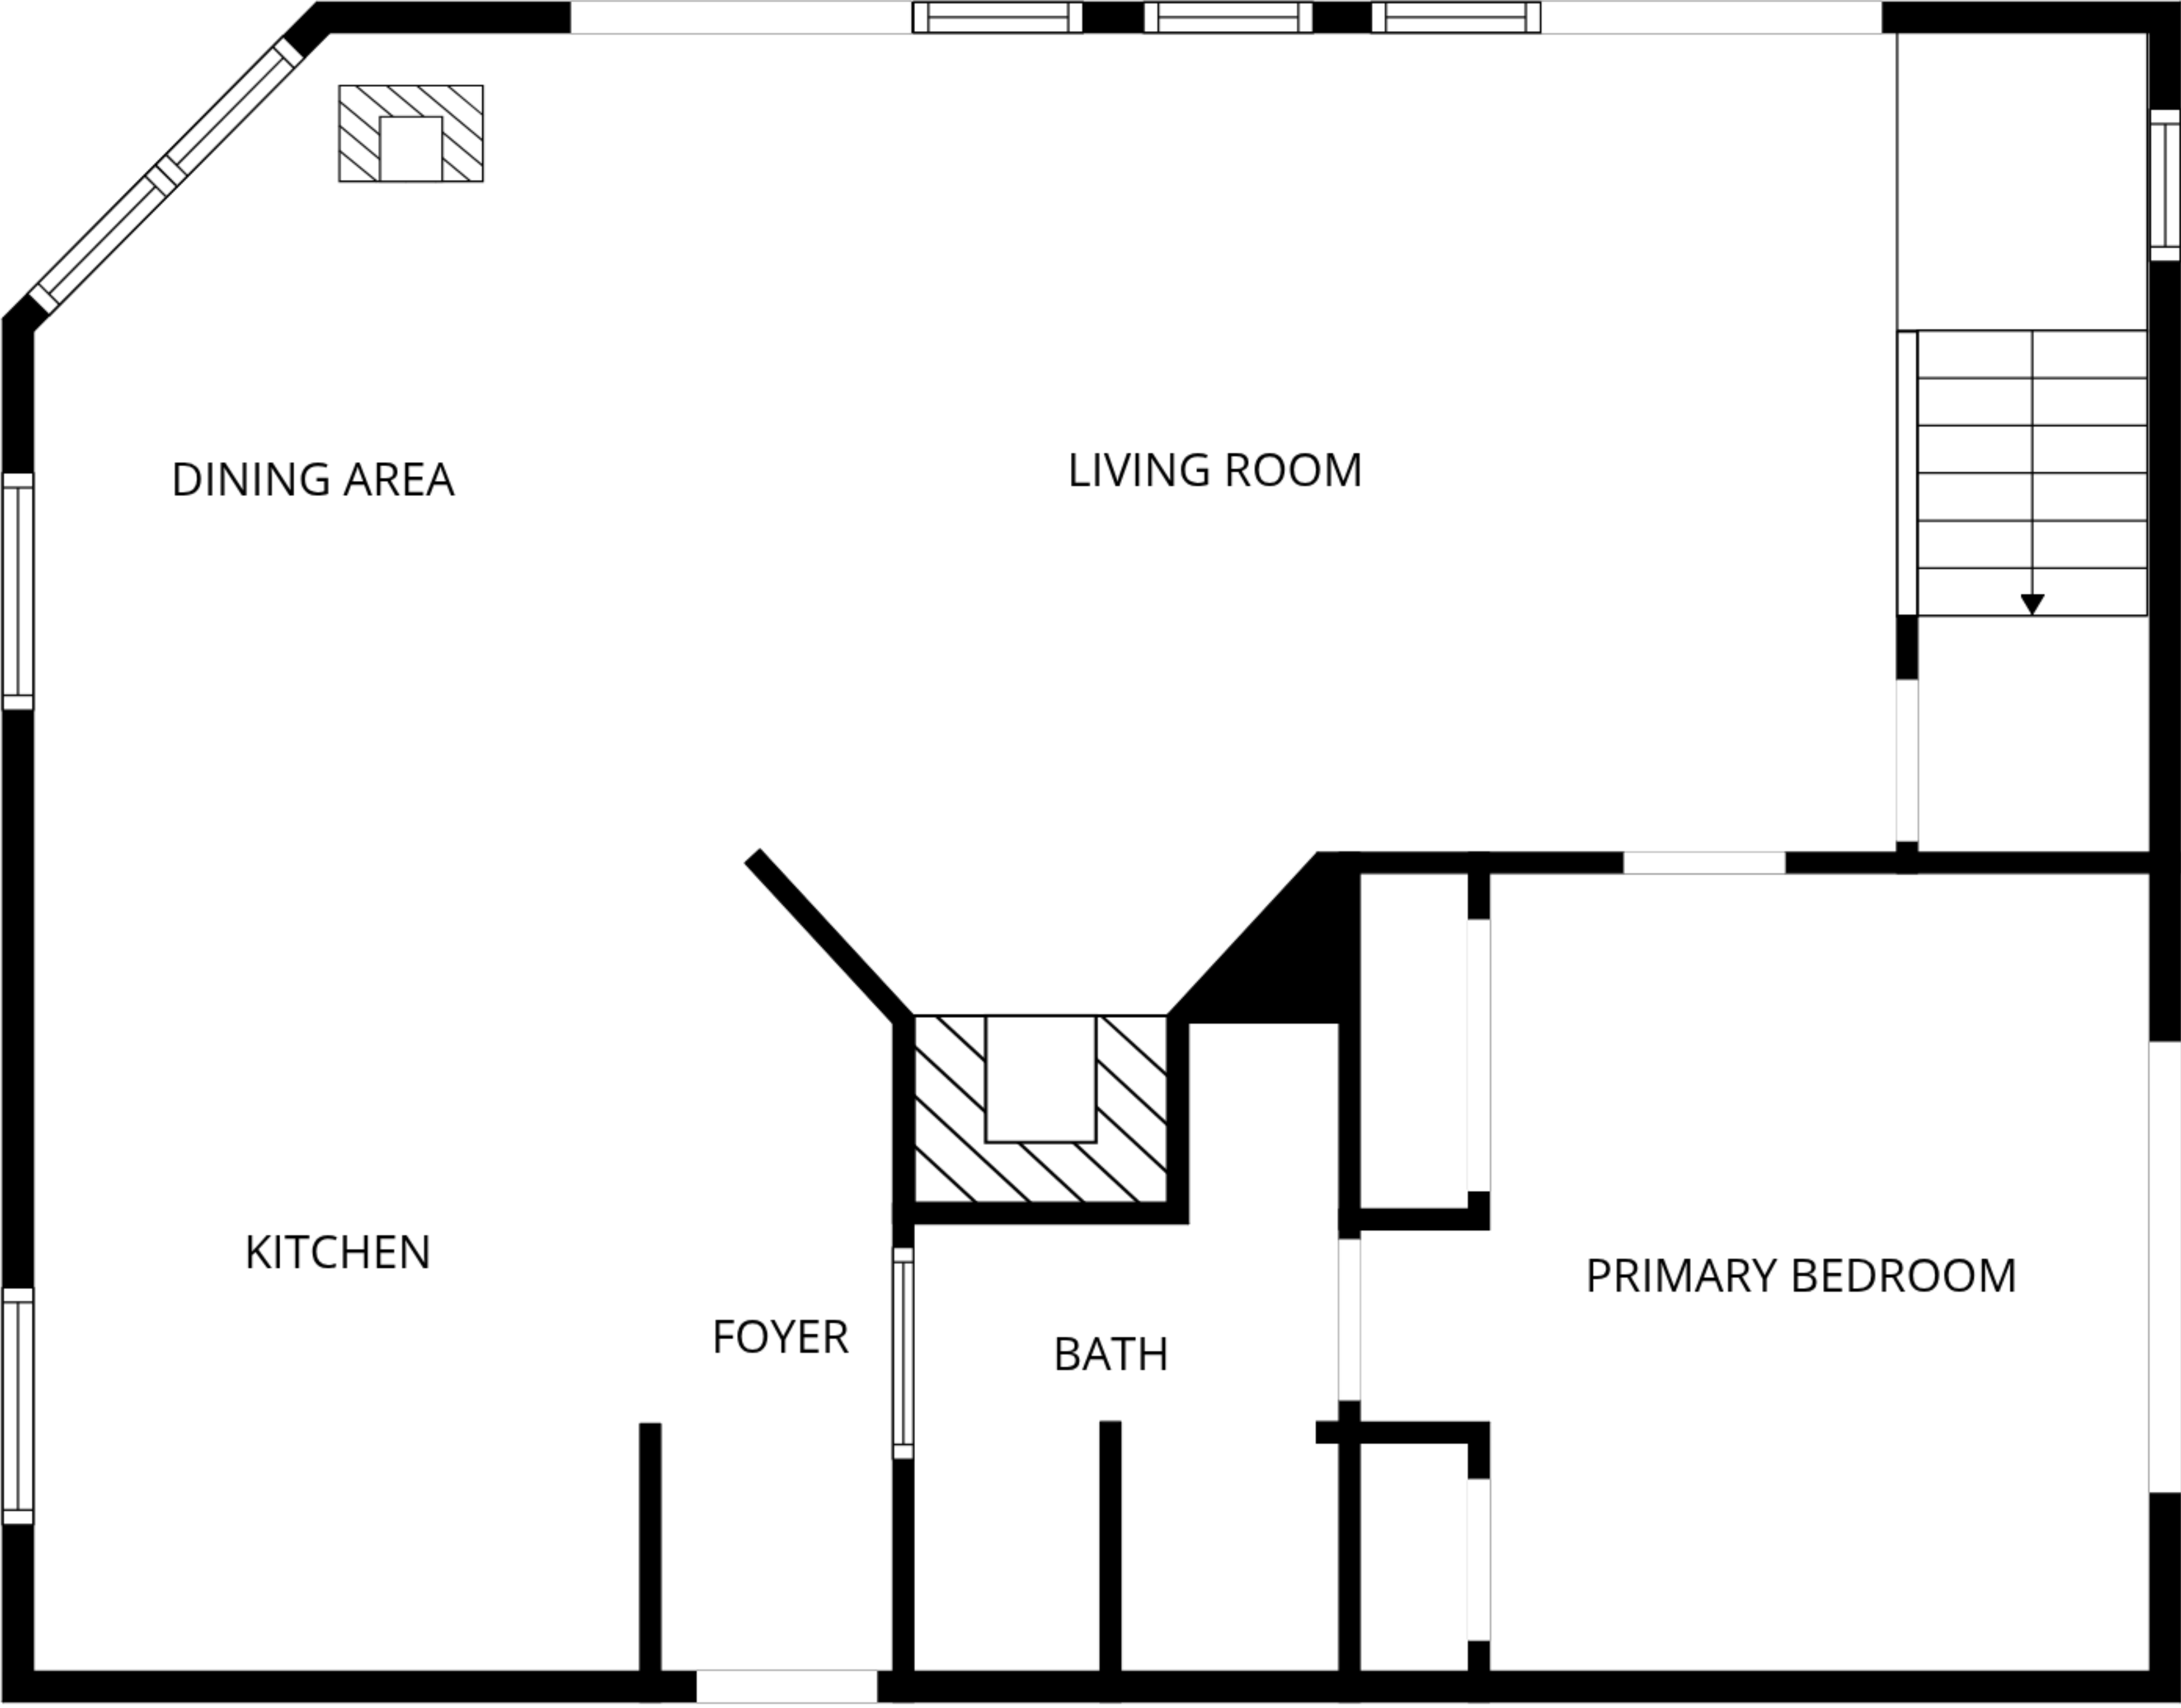 LIVING ROOM
DINING AREA
KITCHEN
PRIMARY BEDROOM
FOYER
BATH